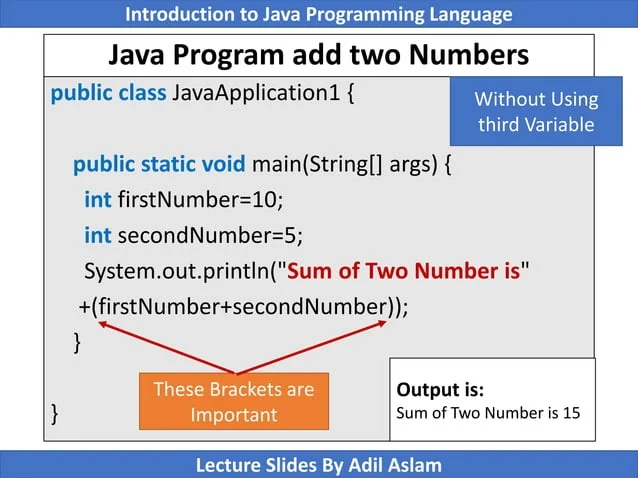 Introduction to Java Programming Language
Java Program add two Numbers
public class JavaApplication1 {
Without Using
third Variable
public static void main(String[] args) {
int firstNumber=10;
int secondNumber=5;
System.out.println("Sum of Two Number is"
+(firstNumber+secondNumber));
}
These Brackets are
Important
Output is:
Sum of Two Number is 15
}
Lecture Slides By Adil Aslam